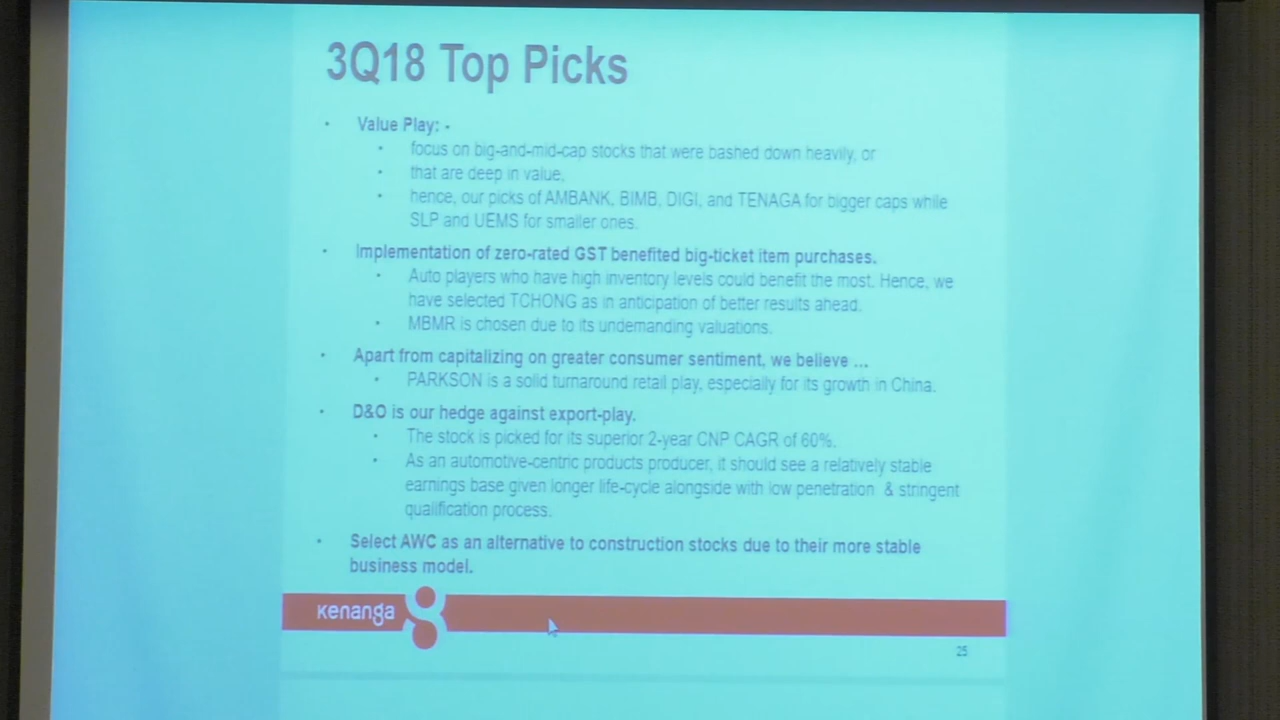 3Q18 Top Picks
• Value Play: -
• focus on big-and-mid-cap stocks that were bashed down heavily, or
• that are deep in value,
• hence, our picks of AMBANK, BIMB, DIGI, and TENAGA for bigger caps while
SLP and UEMS for smaller ones.
• Implementation of zero-rated GST benefited big-ticket item purchases.
• Auto players who have high inventory levels could benefit the most. Hence, we
have selected TCHONG as in anticipation of better results ahead.
• MBMR is chosen due to its undemanding valuations.
• Apart from capitalizing on greater consumer sentiment, we believe ...
• PARKSON is a solid turnaround retail play, especially for its growth in China.
• D&O is our hedge against export-play.
• The stock is picked for its superior 2-year CNP CAGR of 60%.
• As an automotive-centric products producer, it should see a relatively stable
earnings base given longer life-cycle alongside with low penetration & stringent
qualification process.
• Select AWC as an alternative to construction stocks due to their more stable
business model.
kenanga
25